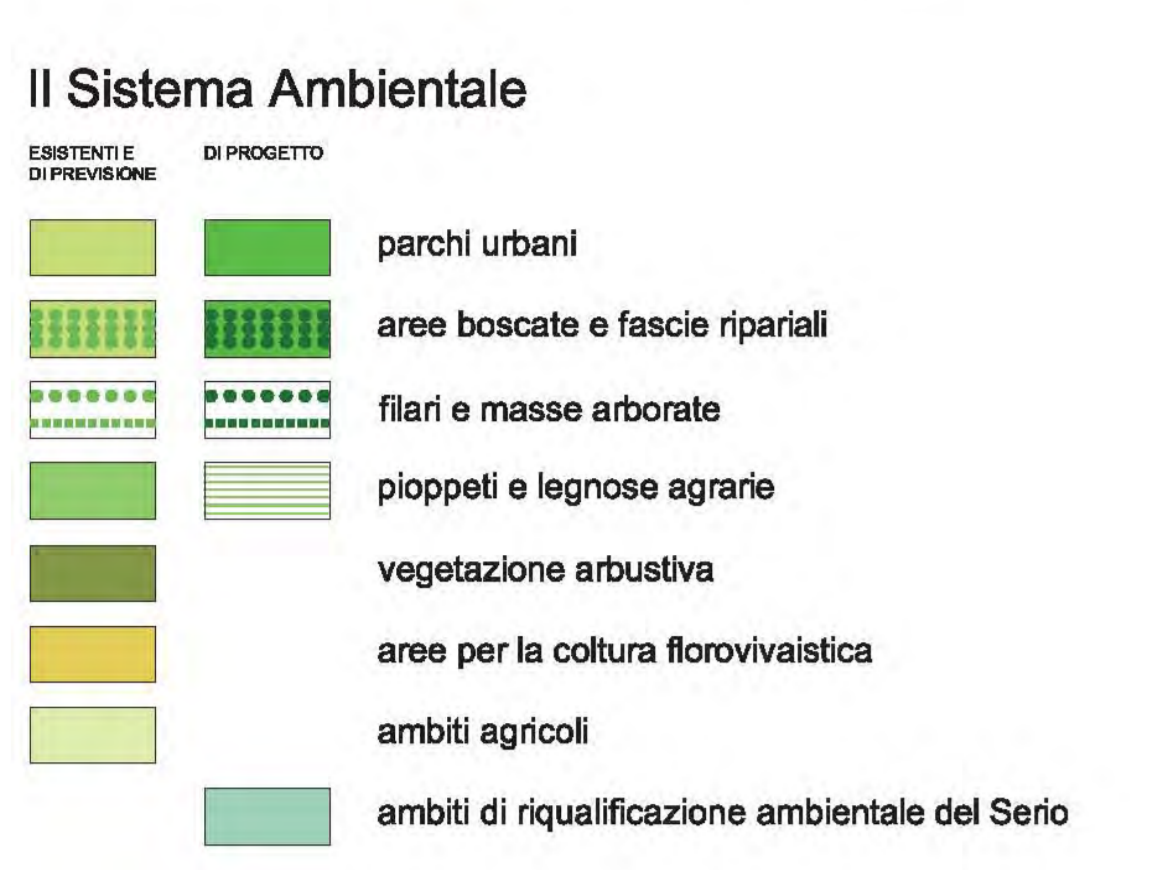 Il Sistema Ambientale
ESISTENTI E
DI PREVISIONE
DI PROGETTO
parchi urbani
aree boscate e fascie ripariali
filari e masse arborate
pioppeti e legnose agrarie
vegetazione arbustiva
aree per la coltura florovivaistica
ambiti agricoli
ambiti di riqualificazione ambientale del Serio